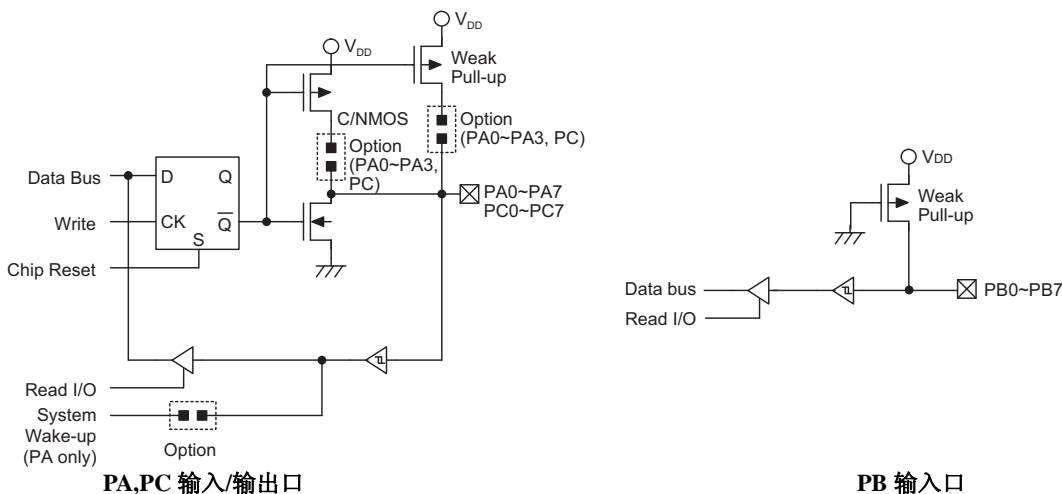 VDD
Weak
Pull-up
VDD
C/NMOS
Option
(PA0~PA3, PC)
Option
(PA0~PA3,
PC)
Data Bus
D
Q
Write
CK
Q
S
Chip Reset
PA0~PA7
PC0~PC7
Read I/O
System
Wake-up
(PA only)
Option
PA,PC 输入/输出口
VDD
Weak
Pull-up
Data bus
Read I/O
PB0~PB7
PB 输入口